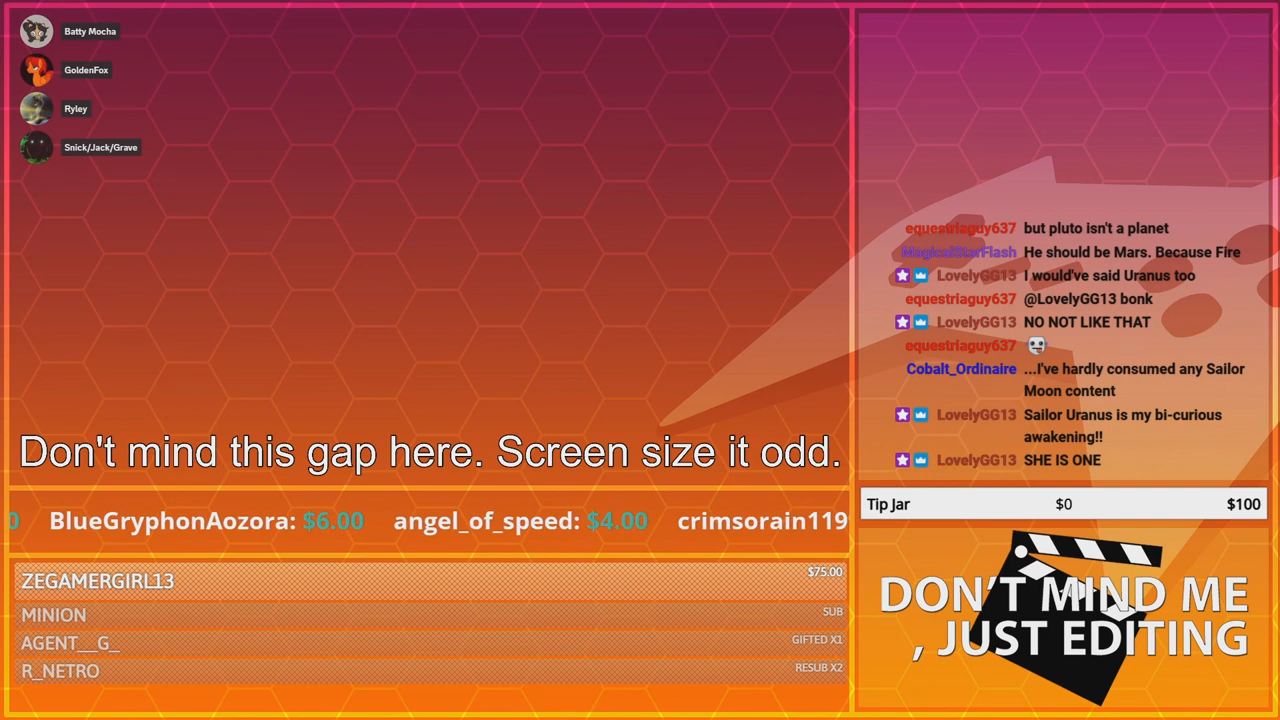 Batty Mocha
GoldenFox
Ryley
Snick/Jack/Grave
Don't mind this gap here. Screen size it odd.
0 BlueGryphonAozora: $6.00 angel_of_speed: $4.00 crimsorain119
ZEGAMERGIRL13 $75.00
MINION SUB
AGENT__G_ GIFTED X1
R_NETRO RESUB X2
equestriaguy637 but pluto isn't a planet
MagicalStarFlash He should be Mars. Because Fire
LovelyGG13 I would've said Uranus too
equestriaguy637 @LovelyGG13 bonk
LovelyGG13 NO NOT LIKE THAT
equestriaguy637
Cobalt_Ordinaire ...I've hardly consumed any Sailor
Moon content
LovelyGG13 Sailor Uranus is my bi-curious
awakening!!
LovelyGG13 SHE IS ONE
Tip Jar $0 $100
DON'T MIND ME
, JUST EDITING